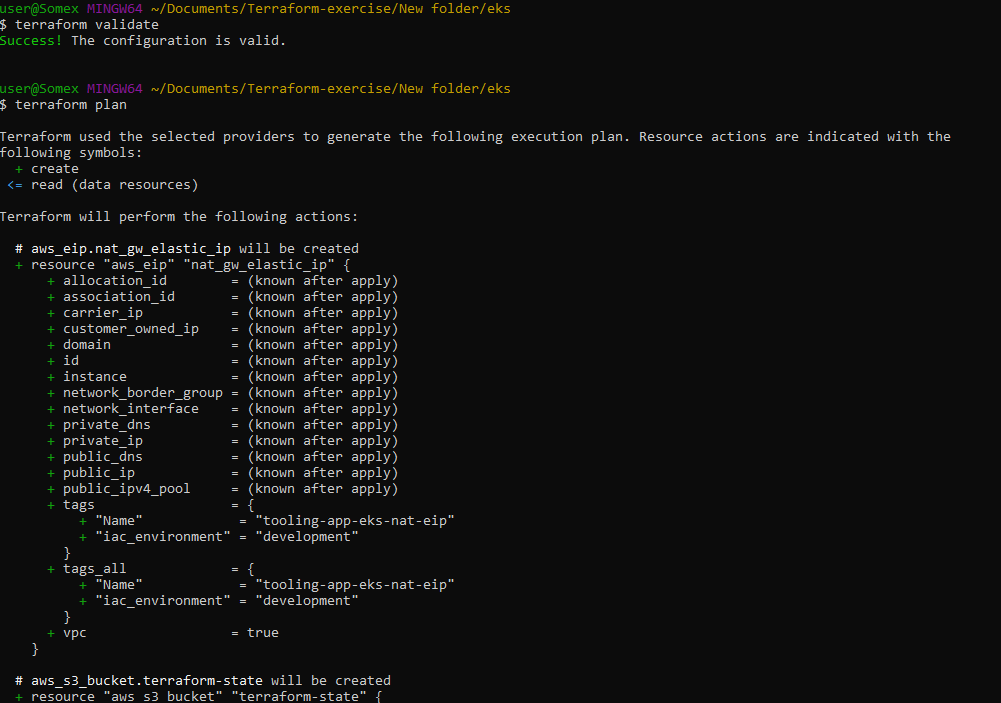 user@Somex MINGW64 ~/Documents/Terraform-exercise/New folder/eks
$ terraform validate
Success! The configuration is valid.
user@Somex MINGW64 ~/Documents/Terraform-exercise/New folder/eks
$ terraform plan
Terraform used the selected providers to generate the following execution plan. Resource actions are indicated with the
following symbols:
  + create
 <= read (data resources)
Terraform will perform the following actions:
  # aws_eip.nat_gw_elastic_ip will be created
  + resource "aws_eip" "nat_gw_elastic_ip" {
      + allocation_id        = (known after apply)
      + association_id       = (known after apply)
      + carrier_ip           = (known after apply)
      + customer_owned_ip    = (known after apply)
      + domain               = (known after apply)
      + id                   = (known after apply)
      + instance             = (known after apply)
      + network_border_group = (known after apply)
      + network_interface    = (known after apply)
      + private_dns          = (known after apply)
      + private_ip           = (known after apply)
      + public_dns           = (known after apply)
      + public_ip            = (known after apply)
      + public_ipv4_pool     = (known after apply)
      + tags                 = {
          + "Name"            = "tooling-app-eks-nat-eip"
          + "iac_environment" = "development"
        }
      + tags_all             = {
          + "Name"            = "tooling-app-eks-nat-eip"
          + "iac_environment" = "development"
        }
      + vpc                  = true
    }
  # aws_s3_bucket.terraform-state will be created
  + resource "aws_s3_bucket" "terraform-state" {